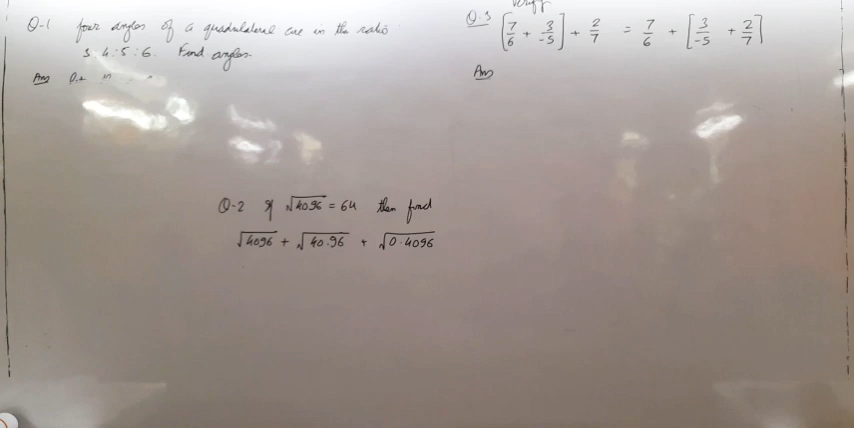 Q-1 four angles of a quadrilateral are in the ratio
3:4:5:6. Find angles
Ans
Q-2 If √4096 = 64 then find
√4096 + √40.96 + √0.4096
Verify
Q.3 [7/6 + 3/-5] + 2/7 = 7/6 + [3/-5 + 2/7]
Ans